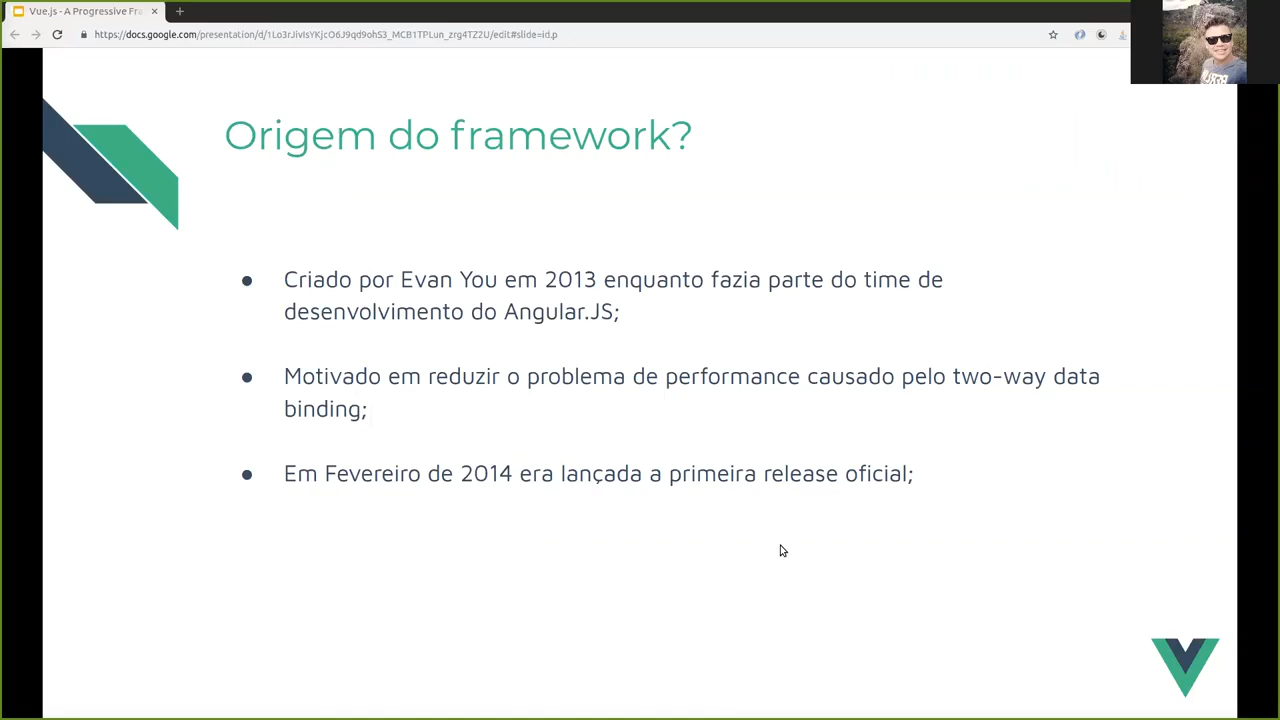 Vue.js - A Progressive Fra
https://docs.google.com/presentation/d/1Lo3rJivIsYKjcO6J9qd9ohS3_MCB1TPLun_zrg4TZ2U/edit#slide=id.p
Origem do framework?
● Criado por Evan You em 2013 enquanto fazia parte do time de
desenvolvimento do Angular.JS;
● Motivado em reduzir o problema de performance causado pelo two-way data
binding;
● Em Fevereiro de 2014 era lançada a primeira release oficial;